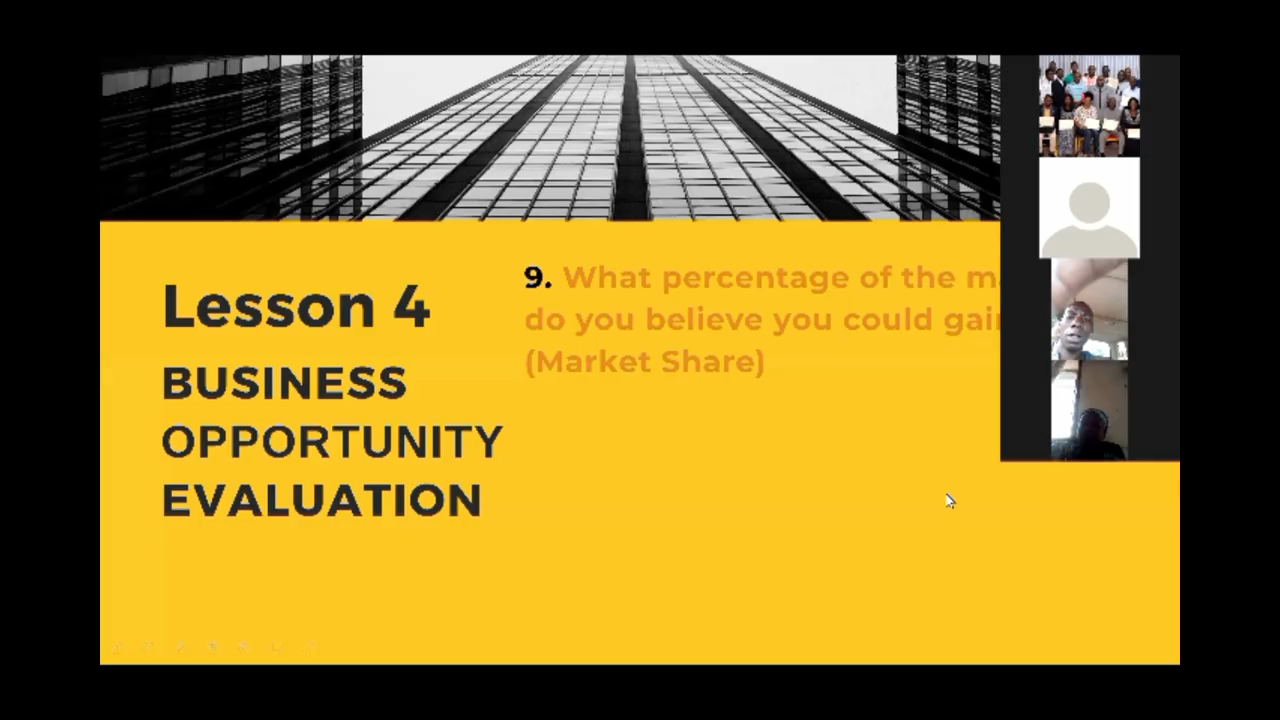 Lesson 4
BUSINESS
OPPORTUNITY
EVALUATION
9. What percentage of the
do you believe you could
(Market Share)